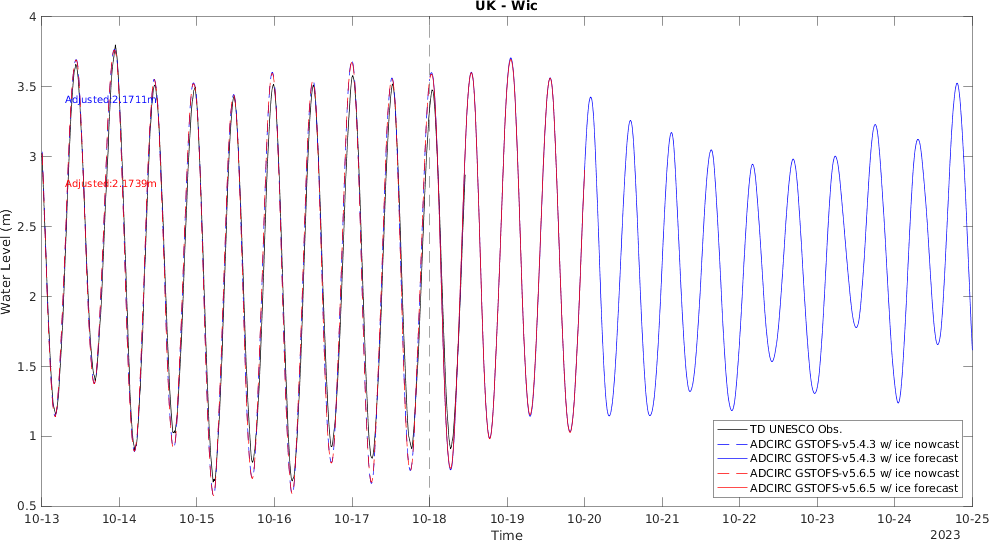 UK - Wic
4
3.5
3
2.5
2
1.5
1
0.5
Water Level (m)
Adjusted:2.1711m
Adjusted:2.1739m
TD UNESCO Obs.
ADCIRC GSTOFS-v5.4.3 w/ ice nowcast
ADCIRC GSTOFS-v5.4.3 w/ ice forecast
ADCIRC GSTOFS-v5.6.5 w/ ice nowcast
ADCIRC GSTOFS-v5.6.5 w/ ice forecast
10-13 10-14 10-15 10-16 10-17 10-18 10-19 10-20 10-21 10-22 10-23 10-24 10-25
Time
2023